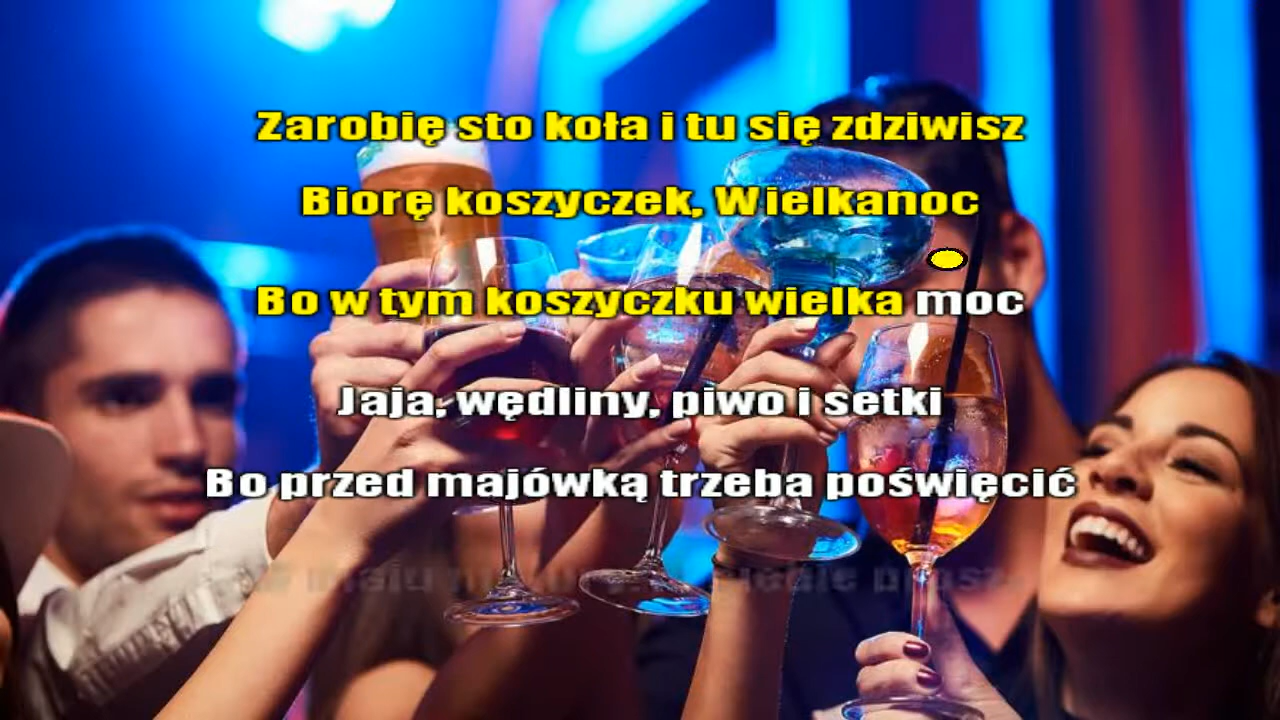 Zarobię sto koła i tu się zdziwisz
Biorę koszyczek, Wielkanoc
Bo w tym koszyczku wielka moc
Jaja, wędliny, piwo i setki
Bo przed majówką trzeba poświęcić